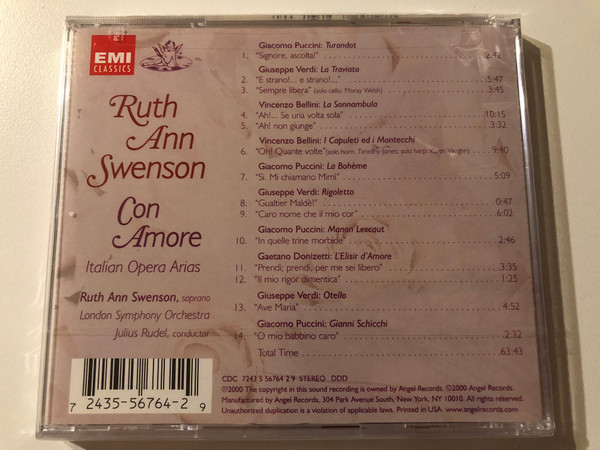 EMI
CLASSICS
Ruth
Ann
Swenson
Con
Amore
Italian Opera Arias
Ruth Ann Swenson, soprano
London Symphony Orchestra
Julius Rudel, conductor
7 2435-56764-2 9
Giacomo Puccini: Turandot
1. "Signore, ascolta!" 2:42
Giuseppe Verdi: La Traviata
2. "E strano!... e strano!..." 5:47
3. "Sempre libera" (solo cello: Moray Welsh) 3:45
Vincenzo Bellini: La Sonnambula
4. "Ah!... Se una volta sola" 10:15
5. "Ah! non giunge" 3:32
Vincenzo Bellini: I Capuleti ed i Montecchi
6. "Oh! Quante volte" (solo horn: Timothy Jones; solo harp: Karen Vaughn) 9:40
Giacomo Puccini: La Bohème
7. "Si. Mi chiamano Mimì" 5:09
Giuseppe Verdi: Rigoletto
8. "Gualtier Maldè!" 0:47
9. "Caro nome che il mio cor" 6:02
Giacomo Puccini: Manon Lescaut
10. "In quelle trine morbide" 2:46
Gaetano Donizetti: L'Elisir d'Amore
11. "Prendi; prendi, per me sei libero" 3:35
12. "Il mio rigor dimentica" 1:25
Giuseppe Verdi: Otello
13. "Ave Maria" 4:52
Giacomo Puccini: Gianni Schicchi
14. "O mio babbino caro" 2:32
Total Time 63:43
CDC 7243 5 56764 2 9 STEREO DDD
℗2000 The copyright in this sound recording is owned by Angel Records. ©2000 Angel Records.
Manufactured by Angel Records, 304 Park Avenue South, New York, NY 10010. All rights reserved.
Unauthorized duplication is a violation of applicable laws. Printed in USA. www.angelrecords.com